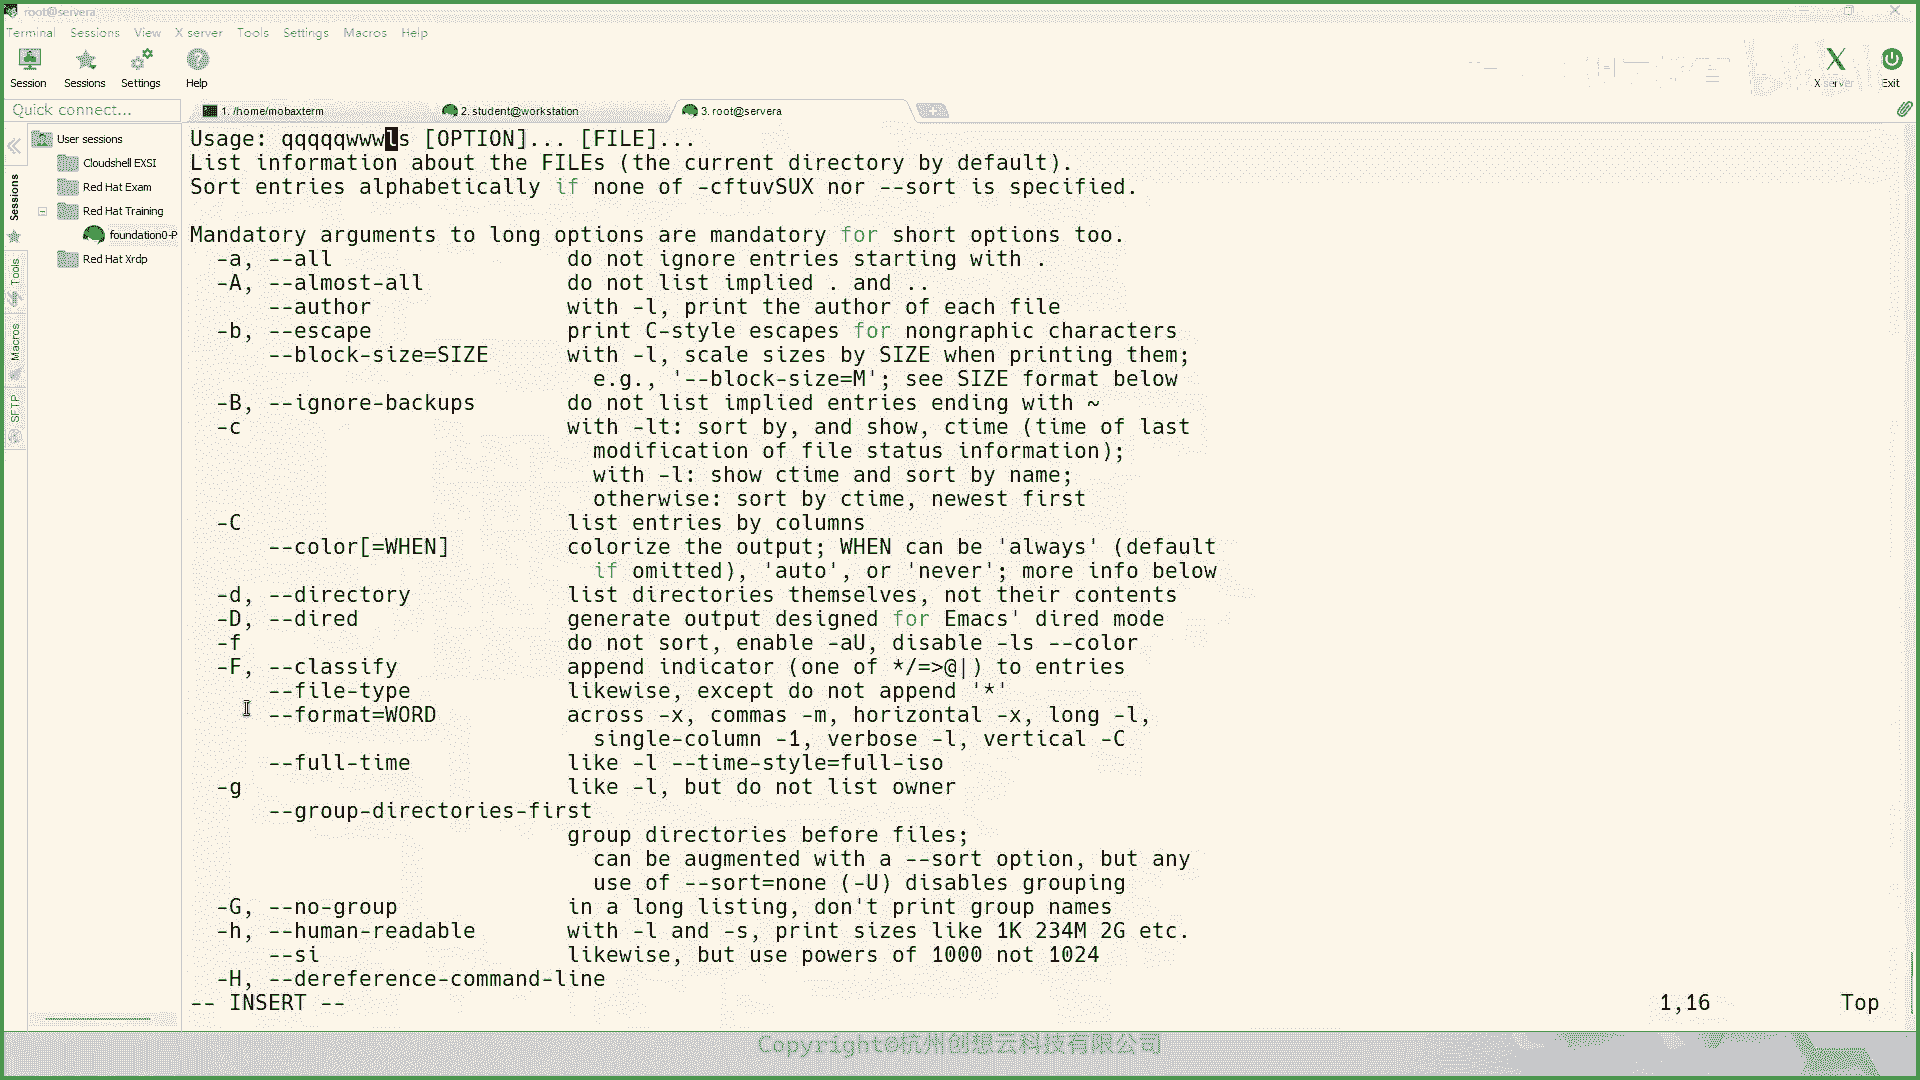 root@servera
Terminal Sessions View X server Tools Settings Macros Help
Session Sessions Settings Help X server Exit
Quick connect... 1. /home/mobaxterm 2. student@workstation 3. root@servera
User sessions
Cloudshell EXSI
Red Hat Exam
Red Hat Training
foundation0-P
Red Hat Xrdp
Sessions
Tools
Macros
SFTP
Usage: qqqqqwwwls [OPTION]... [FILE]...
List information about the FILEs (the current directory by default).
Sort entries alphabetically if none of -cftuvSUX nor --sort is specified.
Mandatory arguments to long options are mandatory for short options too.
-a, --all do not ignore entries starting with .
-A, --almost-all do not list implied . and ..
--author with -l, print the author of each file
-b, --escape print C-style escapes for nongraphic characters
--block-size=SIZE with -l, scale sizes by SIZE when printing them;
e.g., '--block-size=M'; see SIZE format below
-B, --ignore-backups do not list implied entries ending with ~
-c with -lt: sort by, and show, ctime (time of last
modification of file status information);
with -l: show ctime and sort by name;
otherwise: sort by ctime, newest first
-C list entries by columns
--color[=WHEN] colorize the output; WHEN can be 'always' (default
if omitted), 'auto', or 'never'; more info below
-d, --directory list directories themselves, not their contents
-D, --dired generate output designed for Emacs' dired mode
-f do not sort, enable -aU, disable -ls --color
-F, --classify append indicator (one of */=>@|) to entries
--file-type likewise, except do not append '*'
--format=WORD across -x, commas -m, horizontal -x, long -l,
single-column -1, verbose -l, vertical -C
--full-time like -l --time-style=full-iso
-g like -l, but do not list owner
--group-directories-first
group directories before files;
can be augmented with a --sort option, but any
use of --sort=none (-U) disables grouping
-G, --no-group in a long listing, don't print group names
-h, --human-readable with -l and -s, print sizes like 1K 234M 2G etc.
--si likewise, but use powers of 1000 not 1024
-H, --dereference-command-line
-- INSERT -- 1,16 Top
Copyright©杭州创想云科技有限公司